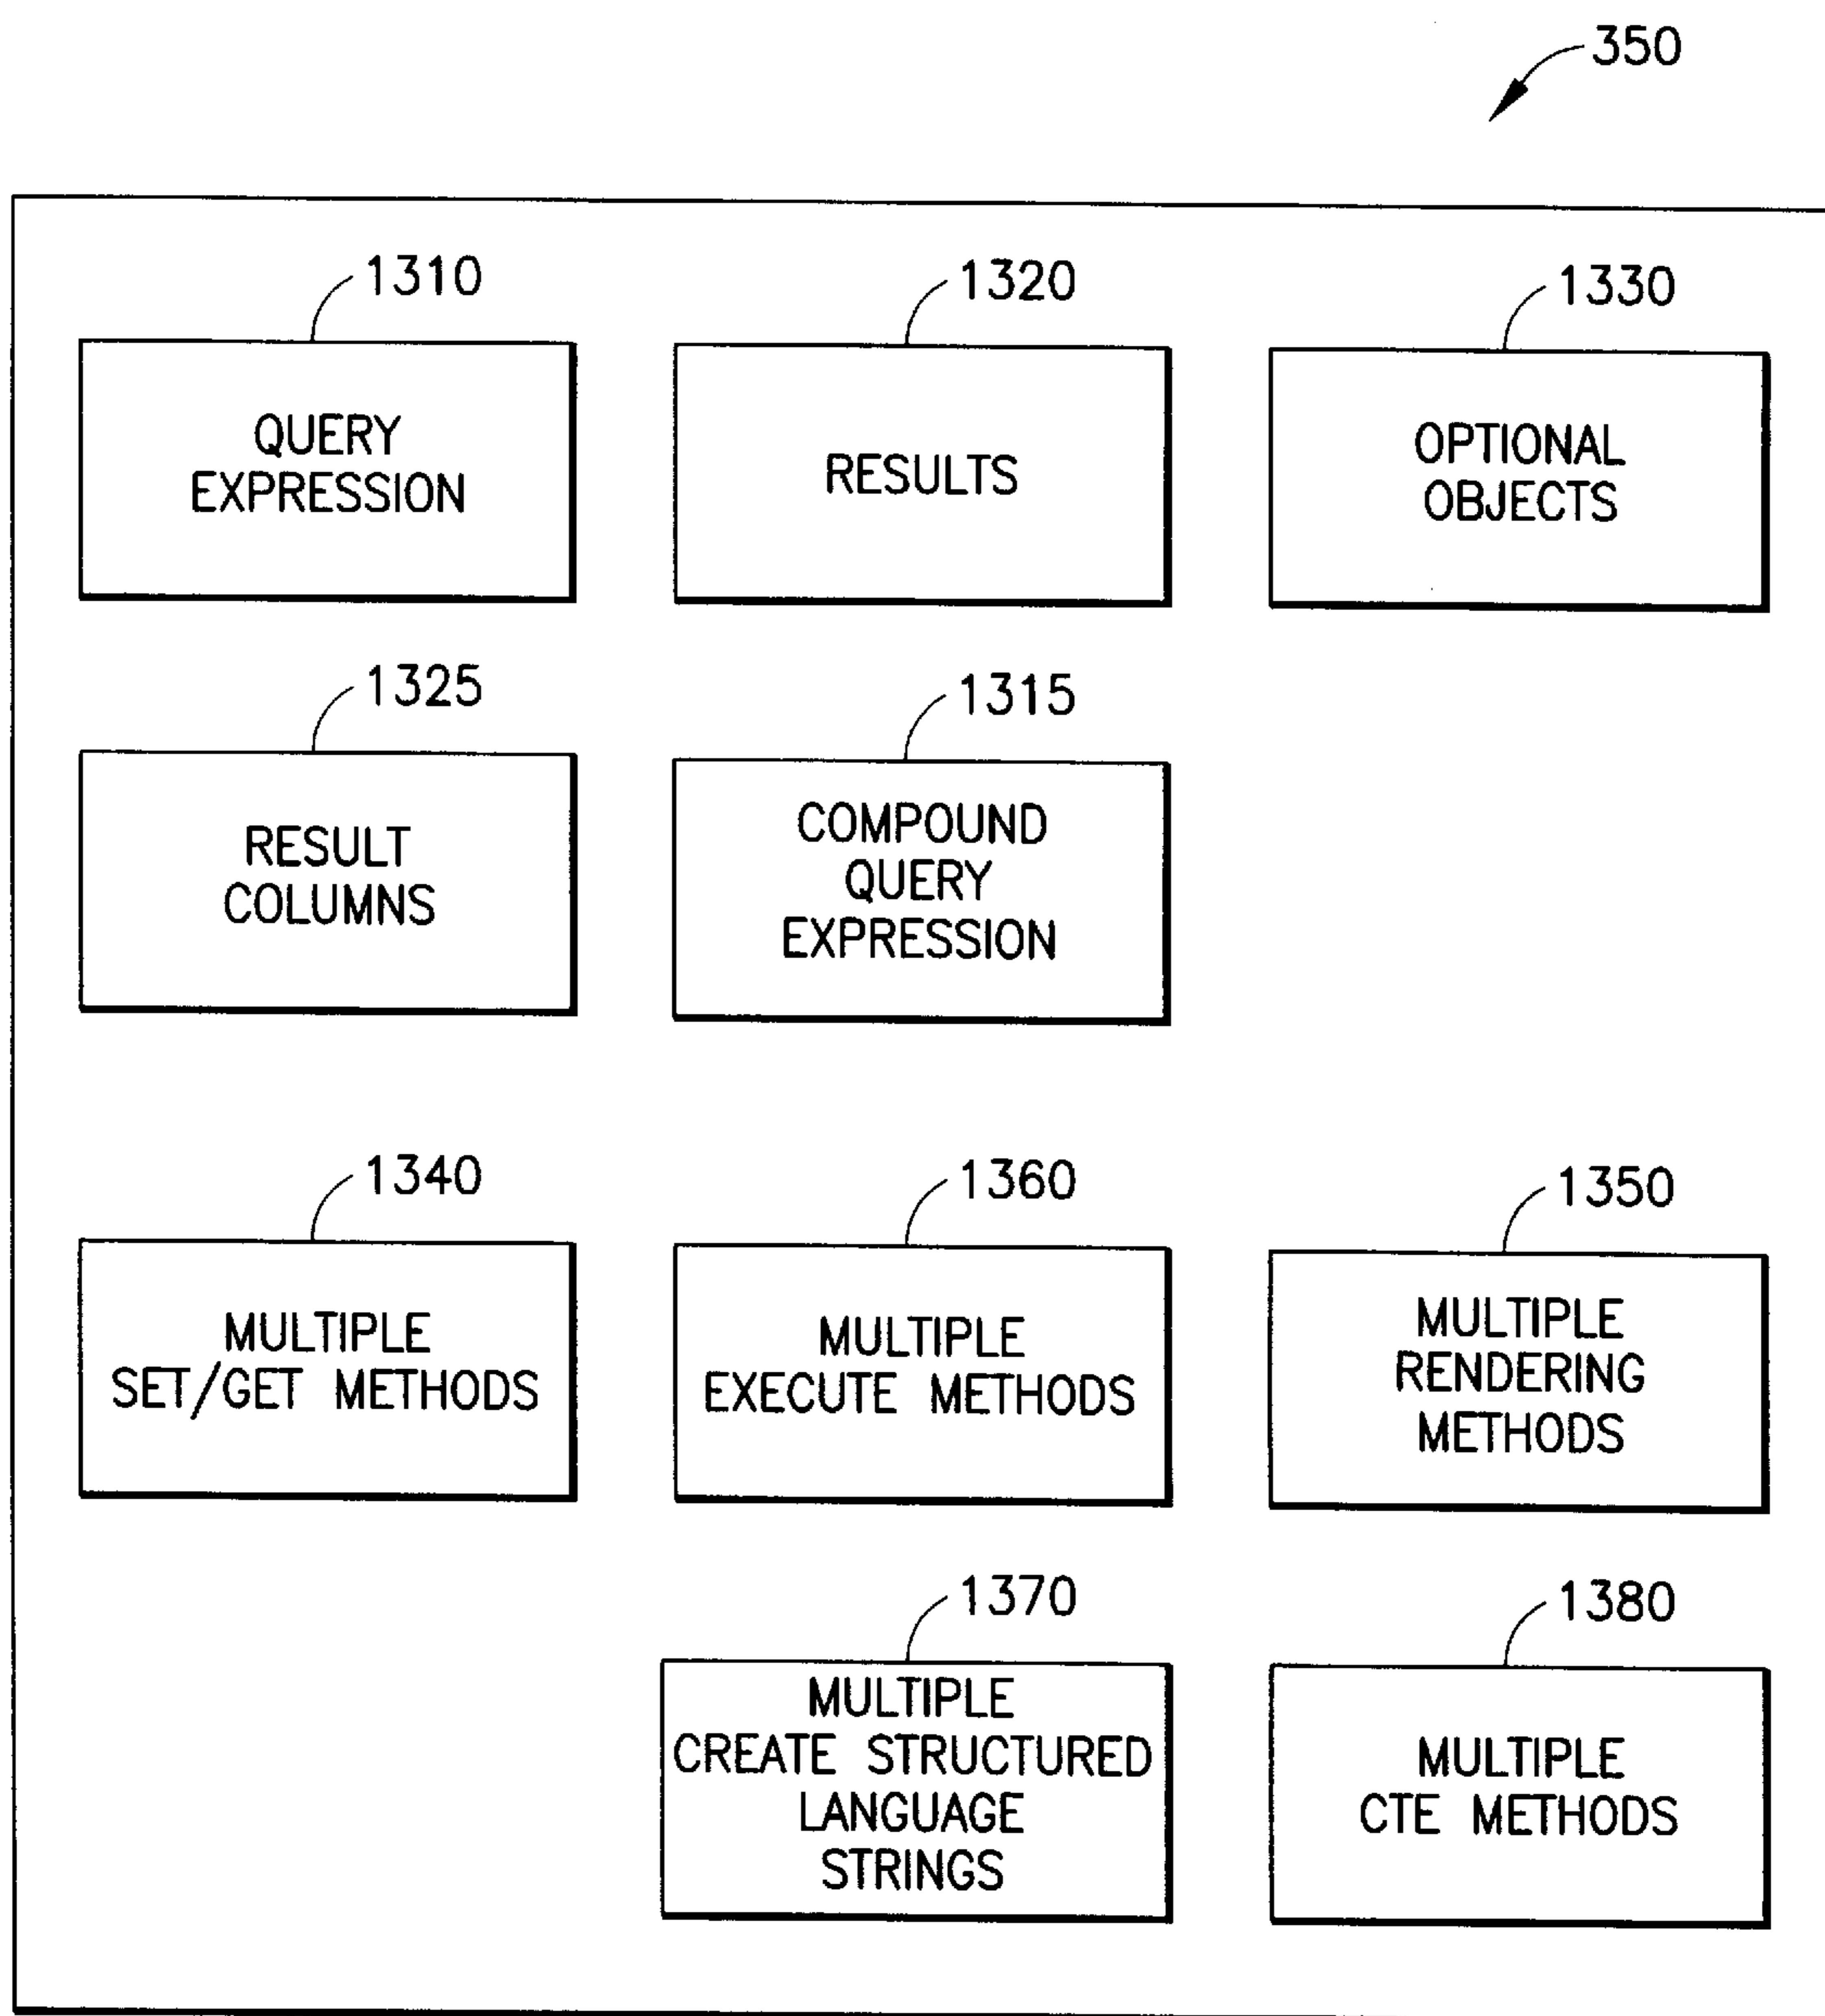 350
1310
QUERY
EXPRESSION
1320
RESULTS
1330
OPTIONAL
OBJECTS
1325
RESULT
COLUMNS
1315
COMPOUND
QUERY
EXPRESSION
1340
MULTIPLE
SET/GET METHODS
1360
MULTIPLE
EXECUTE METHODS
1350
MULTIPLE
RENDERING
METHODS
1370
MULTIPLE
CREATE STRUCTURED
LANGUAGE
STRINGS
1380
MULTIPLE
CTE METHODS